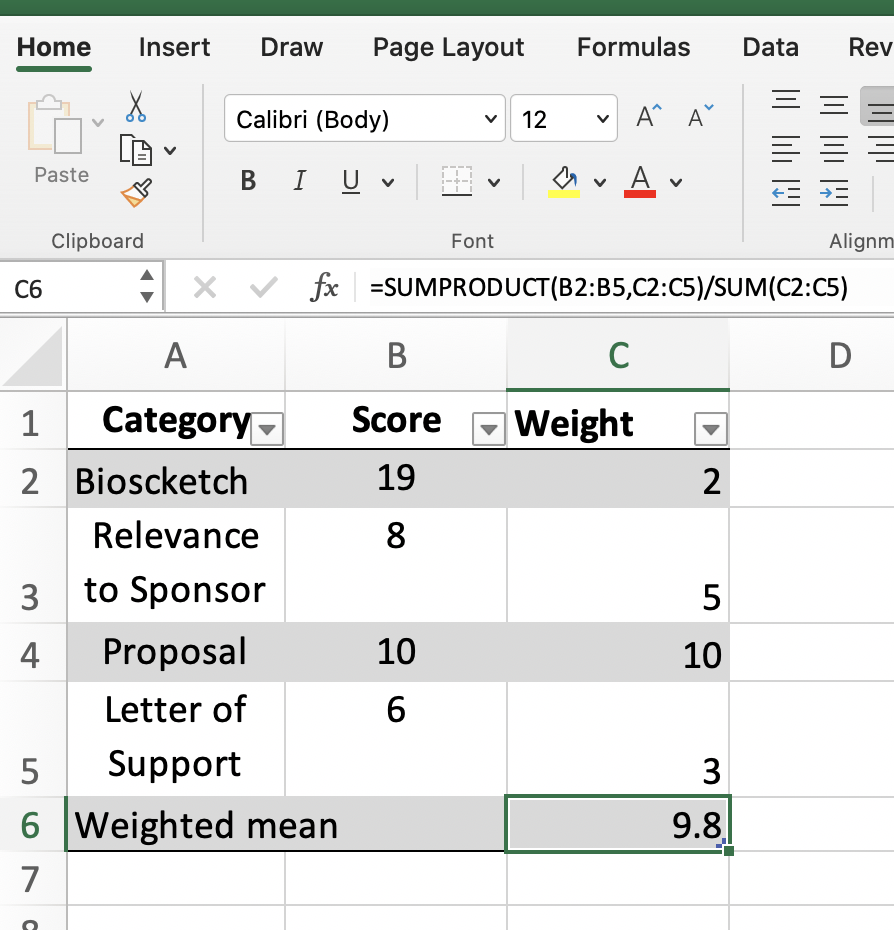 Home Insert Draw Page Layout Formulas Data Rev
Calibri (Body) 12 A A
Paste
B I U A
Clipboard Font Alignm
C6 fx =SUMPRODUCT(B2:B5,C2:C5)/SUM(C2:C5)
A B C D
1 Category Score Weight
2 Bioscketch 19 2
Relevance 8
3 to Sponsor 5
4 Proposal 10 10
Letter of 6
5 Support 3
6 Weighted mean 9.8
7
8